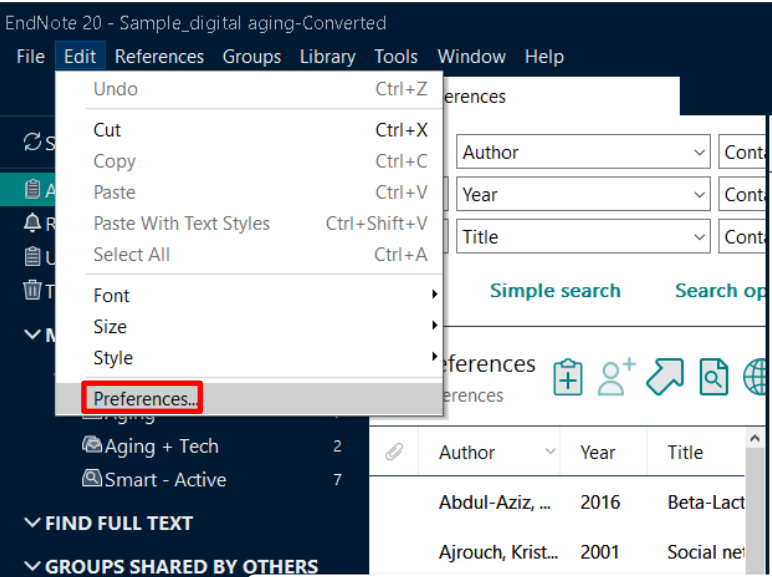 EndNote 20 - Sample_digital aging-Converted
File Edit References Groups Library Tools Window Help
Undo Ctrl+Z
Cut Ctrl+X
Copy Ctrl+C
Paste Ctrl+V
Paste With Text Styles Ctrl+Shift+V
Select All Ctrl+A
Font
Size
Style
Preferences...
erences
Author Conta
Year Conta
Title Conta
Simple search Search op
eferences
erences
Aging
Aging + Tech 2
Smart - Active 7
FIND FULL TEXT
GROUPS SHARED BY OTHERS
Author Year Title
Abdul-Aziz, ... 2016 Beta-Lact
Ajrouch, Krist... 2001 Social net